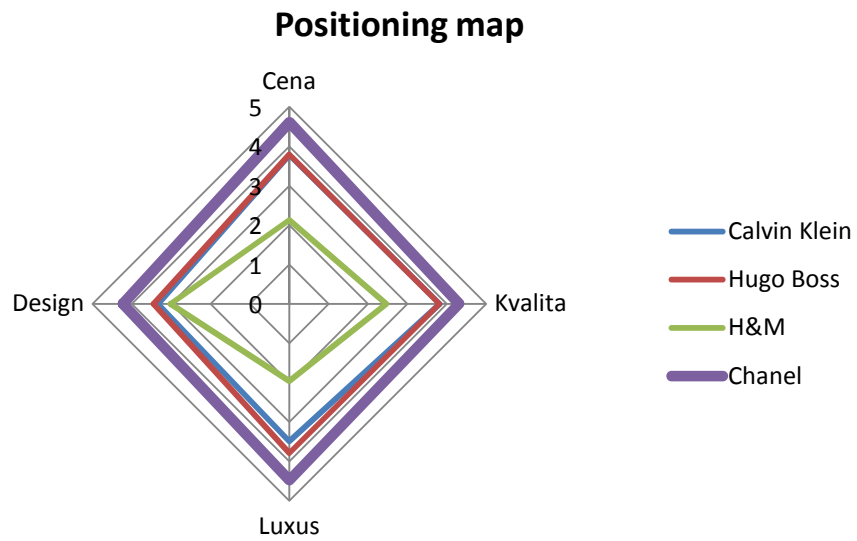 Positioning map
Cena
5
4
3
2
1
0
Design
Kvalita
Luxus
Calvin Klein
Hugo Boss
H&M
Chanel